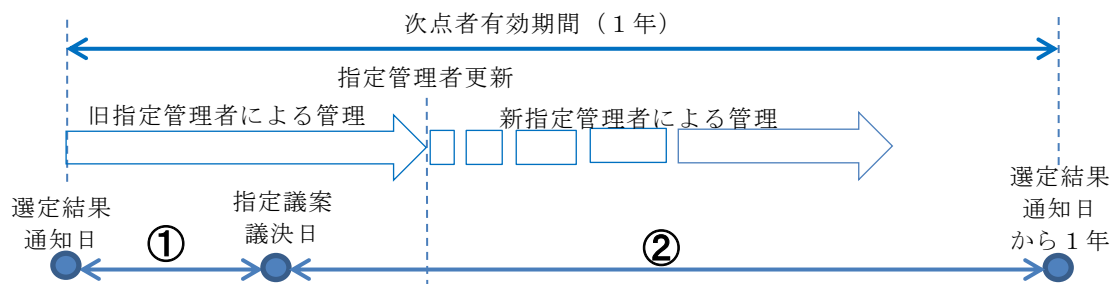 次点者有効期間（１年）
指定管理者更新
旧指定管理者による管理
新指定管理者による管理
選定結果
通知日
指定議案
議決日
選定結果
通知日
から１年
①
②